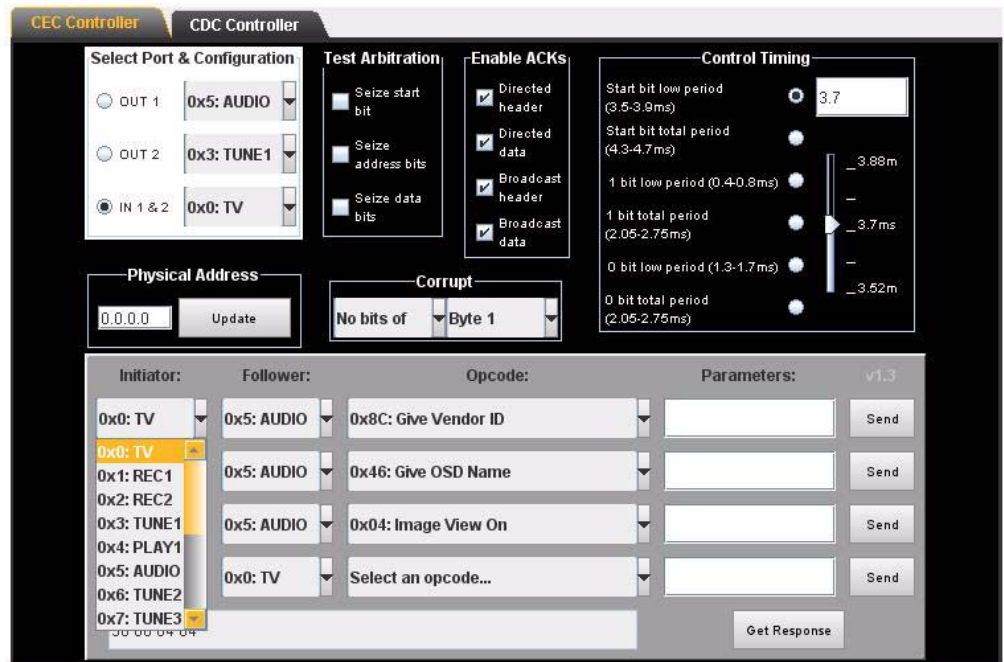 CEC Controller
CDC Controller
Select Port & Configuration
OUT 1
0x5: AUDIO
OUT 2
0x3: TUNE1
IN 1 & 2
0x0: TV
Test Arbitration
Seize start
bit
Seize
address bits
Seize data
bits
Enable ACKs
Directed
header
Directed
data
Broadcast
header
Broadcast
data
Control Timing
Start bit low period
(3.5-3.9ms)
3.7
Start bit total period
(4.3-4.7ms)
1 bit low period (0.4-0.8ms)
1 bit total period
(2.05-2.75ms)
0 bit low period (1.3-1.7ms)
0 bit total period
(2.05-2.75ms)
_3.88m
_3.7ms
_3.52m
Physical Address
0.0.0.0
Update
Corrupt
No bits of
Byte 1
Initiator:
Follower:
Opcode:
Parameters:
v1.3
0x0: TV
0x5: AUDIO
0x8C: Give Vendor ID
Send
0x0: TV
0x1: REC1
0x2: REC2
0x3: TUNE1
0x4: PLAY1
0x5: AUDIO
0x6: TUNE2
0x7: TUNE3
0x5: AUDIO
0x46: Give OSD Name
Send
0x5: AUDIO
0x04: Image View On
Send
0x0: TV
Select an opcode...
Send
Get Response